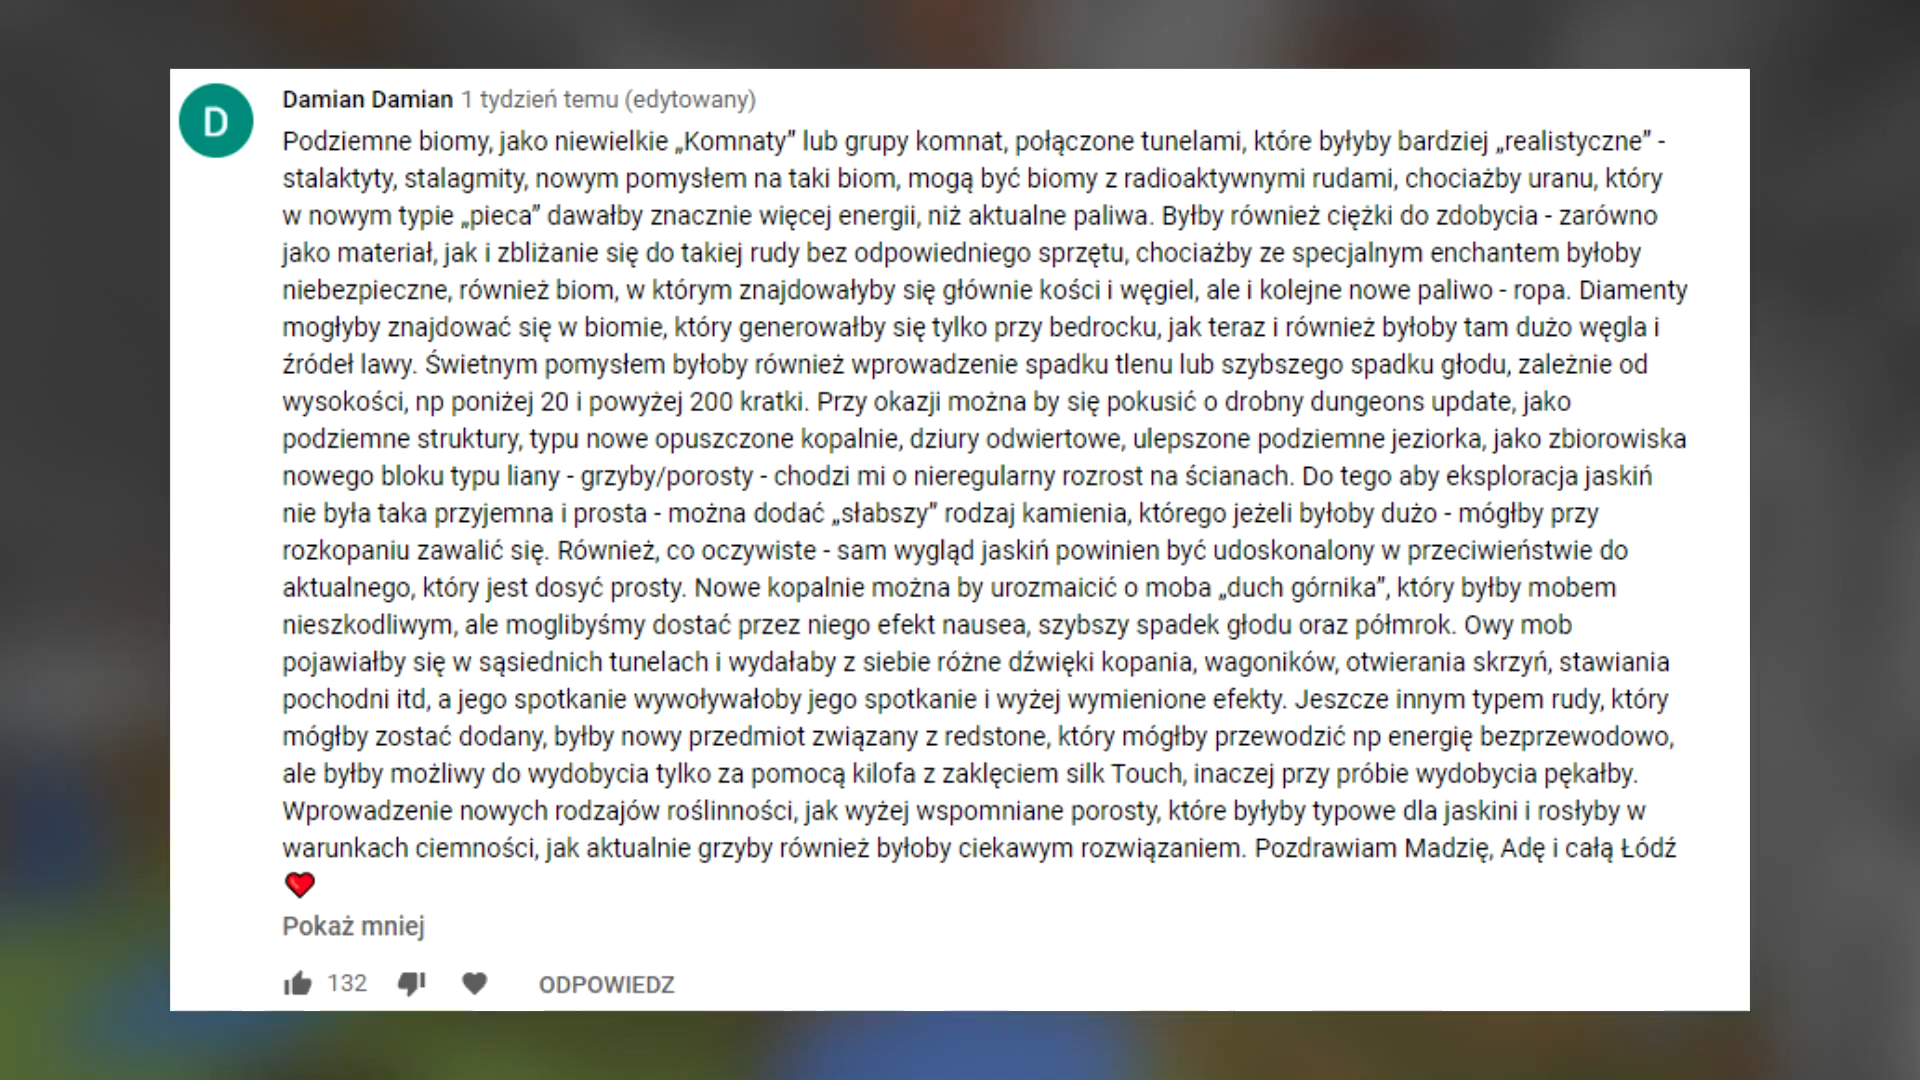 D
Damian Damian 1 tydzień temu (edytowany)
Podziemne biomy, jako niewielkie „Komnaty” lub grupy komnat, połączone tunelami, które byłyby bardziej „realistyczne” -
stalaktyty, stalagmity, nowym pomysłem na taki biom, mogą być biomy z radioaktywnymi rudami, chociażby uranu, który
w nowym typie „pieca” dawałby znacznie więcej energii, niż aktualne paliwa. Byłby również ciężki do zdobycia - zarówno
jako materiał, jak i zbliżanie się do takiej rudy bez odpowiedniego sprzętu, chociażby ze specjalnym enchantem byłoby
niebezpieczne, również biom, w którym znajdowałyby się głównie kości i węgiel, ale i kolejne nowe paliwo - ropa. Diamenty
mogłyby znajdować się w biomie, który generowałby się tylko przy bedrocku, jak teraz i również byłoby tam dużo węgla i
źródeł lawy. Świetnym pomysłem byłoby również wprowadzenie spadku tlenu lub szybszego spadku głodu, zależnie od
wysokości, np poniżej 20 i powyżej 200 kratki. Przy okazji można by się pokusić o drobny dungeons update, jako
podziemne struktury, typu nowe opuszczone kopalnie, dziury odwiertowe, ulepszone podziemne jeziorka, jako zbiorowiska
nowego bloku typu liany - grzyby/porosty - chodzi mi o nieregularny rozrost na ścianach. Do tego aby eksploracja jaskiń
nie była taka przyjemna i prosta - można dodać „słabszy” rodzaj kamienia, którego jeżeli byłoby dużo - mógłby przy
rozkopaniu zawalić się. Również, co oczywiste - sam wygląd jaskiń powinien być udoskonalony w przeciwieństwie do
aktualnego, który jest dosyć prosty. Nowe kopalnie można by urozmaicić o moba „duch górnika”, który byłby mobem
nieszkodliwym, ale moglibyśmy dostać przez niego efekt nausea, szybszy spadek głodu oraz półmrok. Owy mob
pojawiałby się w sąsiednich tunelach i wydałaby z siebie różne dźwięki kopania, wagoników, otwierania skrzyń, stawiania
pochodni itd, a jego spotkanie wywoływałoby jego spotkanie i wyżej wymienione efekty. Jeszcze innym typem rudy, który
mógłby zostać dodany, byłby nowy przedmiot związany z redstone, który mógłby przewodzić np energię bezprzewodowo,
ale byłby możliwy do wydobycia tylko za pomocą kilofa z zaklęciem silk Touch, inaczej przy próbie wydobycia pękałby.
Wprowadzenie nowych rodzajów roślinności, jak wyżej wspomniane porosty, które byłyby typowe dla jaskini i rosłyby w
warunkach ciemności, jak aktualnie grzyby również byłoby ciekawym rozwiązaniem. Pozdrawiam Madzię, Adę i całą Łódź
❤️
Pokaż mniej
132 ODPOWIEDZ